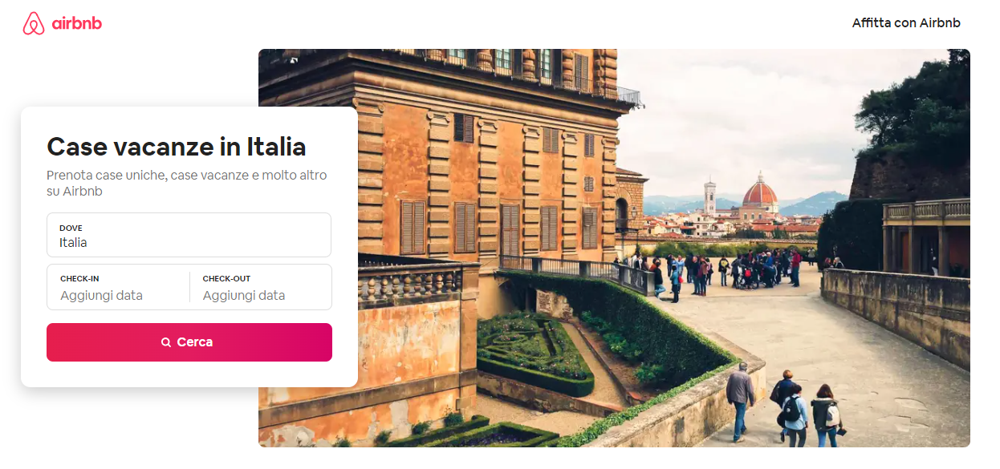 airbnb
Affitta con Airbnb
Case vacanze in Italia
Prenota case uniche, case vacanze e molto altro
su Airbnb
DOVE
Italia
CHECK-IN
CHECK-OUT
Aggiungi data
Aggiungi data
Cerca